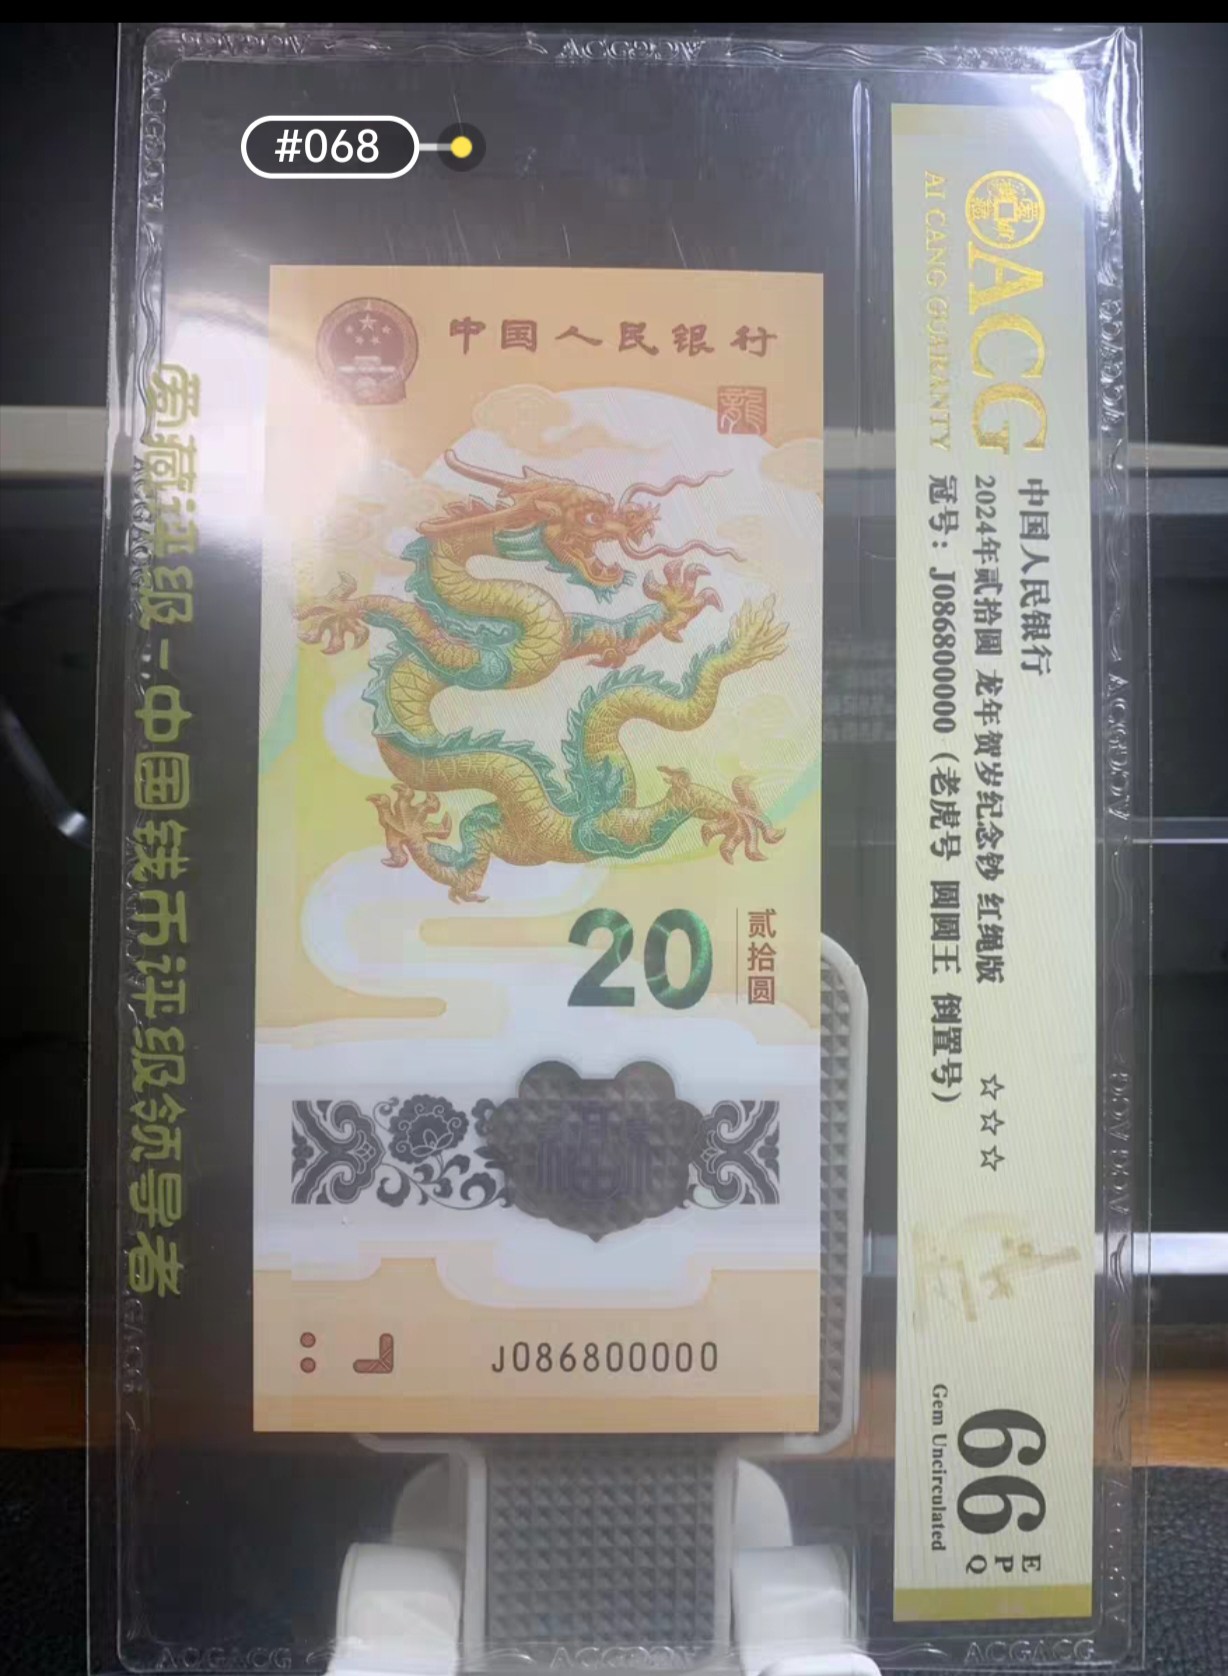 #068
中国人民银行
龍
20
贰拾圆
J086800000
ACG
AI CANG GUARANTY
中国人民银行
2024年贰拾圆 龙年贺岁纪念钞 红绳版 ☆☆☆
冠号：J086800000（老虎号 圆圆王 倒置号）
66
EPQ
Gem Uncirculated
爱藏评级-中国钱币评级领导者
ACGACG